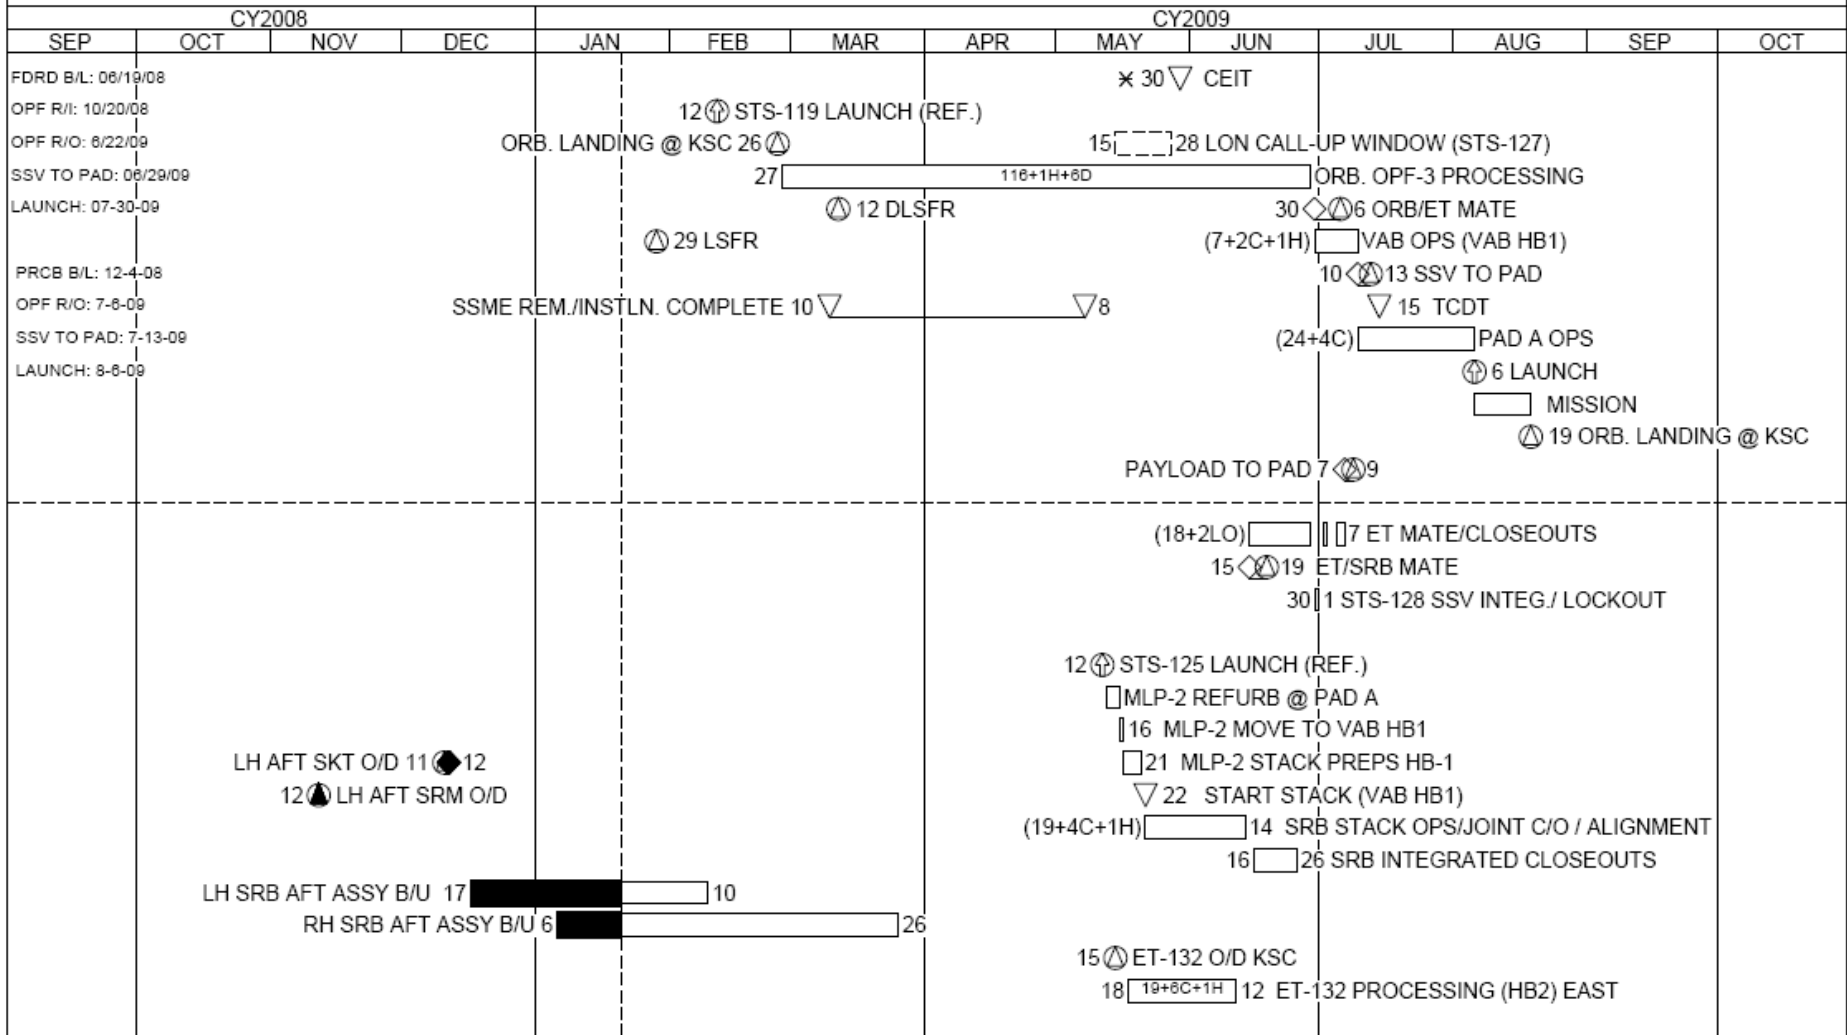 CY2008 CY2009
SEP OCT NOV DEC JAN FEB MAR APR MAY JUN JUL AUG SEP OCT
FDRD B/L: 06/19/08 30 CEIT
OPF R/I: 10/20/08 12 STS-119 LAUNCH (REF.)
OPF R/O: 6/22/09 ORB. LANDING @ KSC 26 15 28 LON CALL-UP WINDOW (STS-127)
SSV TO PAD: 06/29/09 27 116+1H+6D ORB. OPF-3 PROCESSING
LAUNCH: 07-30-09 12 DLSFR 30 6 ORB/ET MATE
29 LSFR (7+2C+1H) VAB OPS (VAB HB1)
PRCB B/L: 12-4-08 10 13 SSV TO PAD
OPF R/O: 7-6-09 SSME REM./INSTLN. COMPLETE 10 8 15 TCDT
SSV TO PAD: 7-13-09 (24+4C) PAD A OPS
LAUNCH: 8-6-09 6 LAUNCH
MISSION
19 ORB. LANDING @ KSC
PAYLOAD TO PAD 7 9
(18+2LO) 7 ET MATE/CLOSEOUTS
15 19 ET/SRB MATE
30 1 STS-128 SSV INTEG./ LOCKOUT
12 STS-125 LAUNCH (REF.)
MLP-2 REFURB @ PAD A
16 MLP-2 MOVE TO VAB HB1
LH AFT SKT O/D 11 12 21 MLP-2 STACK PREPS HB-1
12 LH AFT SRM O/D 22 START STACK (VAB HB1)
(19+4C+1H) 14 SRB STACK OPS/JOINT C/O / ALIGNMENT
16 26 SRB INTEGRATED CLOSEOUTS
LH SRB AFT ASSY B/U 17 10
RH SRB AFT ASSY B/U 6 26
15 ET-132 O/D KSC
18 19+6C+1H 12 ET-132 PROCESSING (HB2) EAST